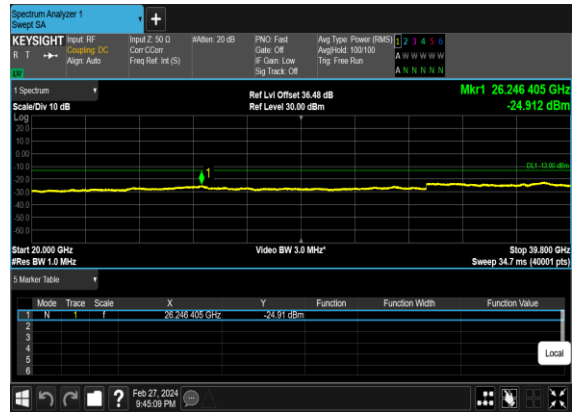 Spectrum Analyzer 1
Swept SA
KEYSIGHT Input: RF Input Z: 50 Ω #Atten: 20 dB PNO: Fast Avg Type: Power (RMS) 1 2 3 4 5 6
R T Coupling: DC Corr CCorr Gate: Off Avg|Hold: 100/100 A W W W W W
Align: Auto Freq Ref: Int (S) IF Gain: Low Trig: Free Run
Sig Track: Off A N N N N N
1 Spectrum Ref Lvl Offset 36.48 dB Mkr1 26.246 405 GHz
Scale/Div 10 dB Ref Level 30.00 dBm -24.912 dBm
Log
20.0
10.0
0.00
-10.0
DL1 -13.00 dBm
1
-20.0
-30.0
-40.0
-50.0
-60.0
Start 20.000 GHz Video BW 3.0 MHz* Stop 39.800 GHz
#Res BW 1.0 MHz Sweep 34.7 ms (40001 pts)
5 Marker Table
Mode Trace Scale X Y Function Function Width Function Value
1 N 1 f 26.246 405 GHz -24.91 dBm
2
3
4
5
6
Local
? Feb 27, 2024
9:45:09 PM